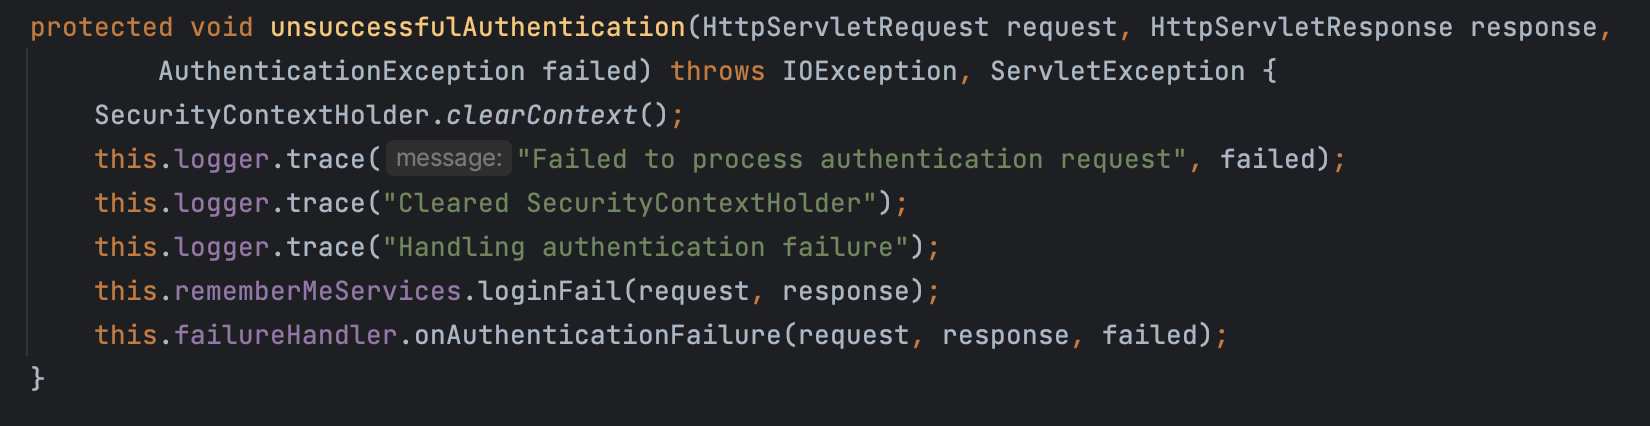 protected void unsuccessfulAuthentication(HttpServletRequest request, HttpServletResponse response,
AuthenticationException failed) throws IOException, ServletException {
SecurityContextHolder.clearContext();
this.logger.trace( message: "Failed to process authentication request", failed);
this.logger.trace("Cleared SecurityContextHolder");
this.logger.trace("Handling authentication failure");
this.rememberMeServices.loginFail(request, response);
this.failureHandler.onAuthenticationFailure(request, response, failed);
}